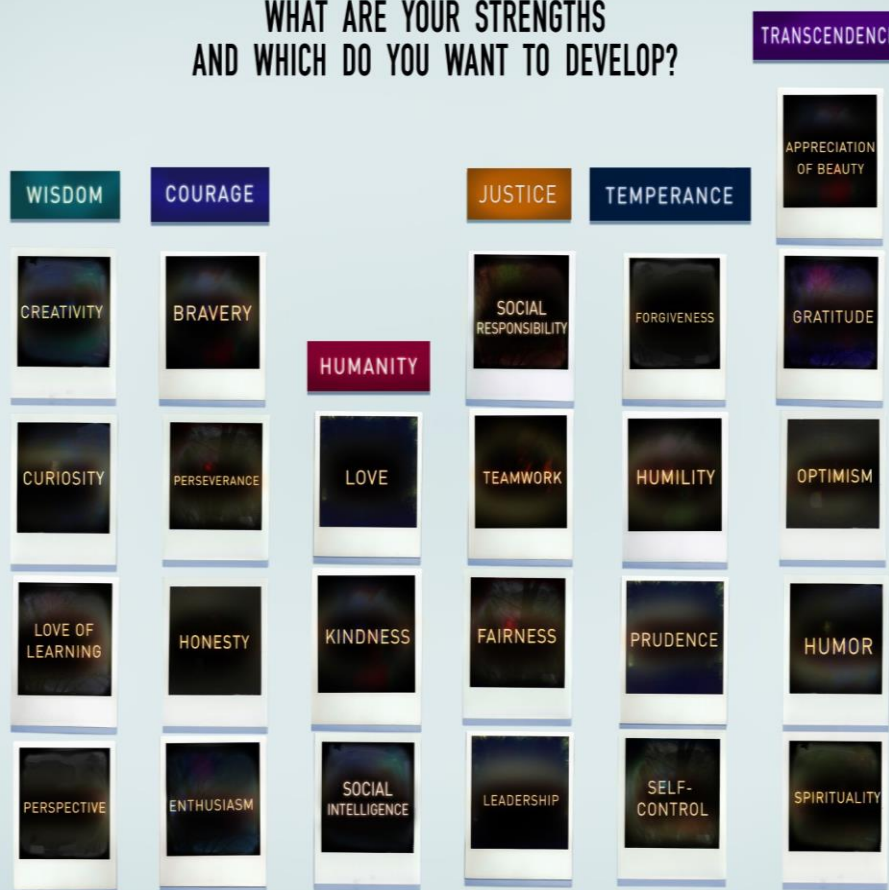 WHAT ARE YOUR STRENGTHS
AND WHICH DO YOU WANT TO DEVELOP?
WISDOM
CREATIVITY
CURIOSITY
LOVE OF
LEARNING
PERSPECTIVE
COURAGE
BRAVERY
PERSEVERANCE
HONESTY
ENTHUSIASM
HUMANITY
LOVE
KINDNESS
SOCIAL
INTELLIGENCE
JUSTICE
SOCIAL
RESPONSIBILITY
TEAMWORK
FAIRNESS
LEADERSHIP
TEMPERANCE
FORGIVENESS
HUMILITY
PRUDENCE
SELF-
CONTROL
TRANSCENDENC
APPRECIATION
OF BEAUTY
GRATITUDE
OPTIMISM
HUMOR
SPIRITUALITY